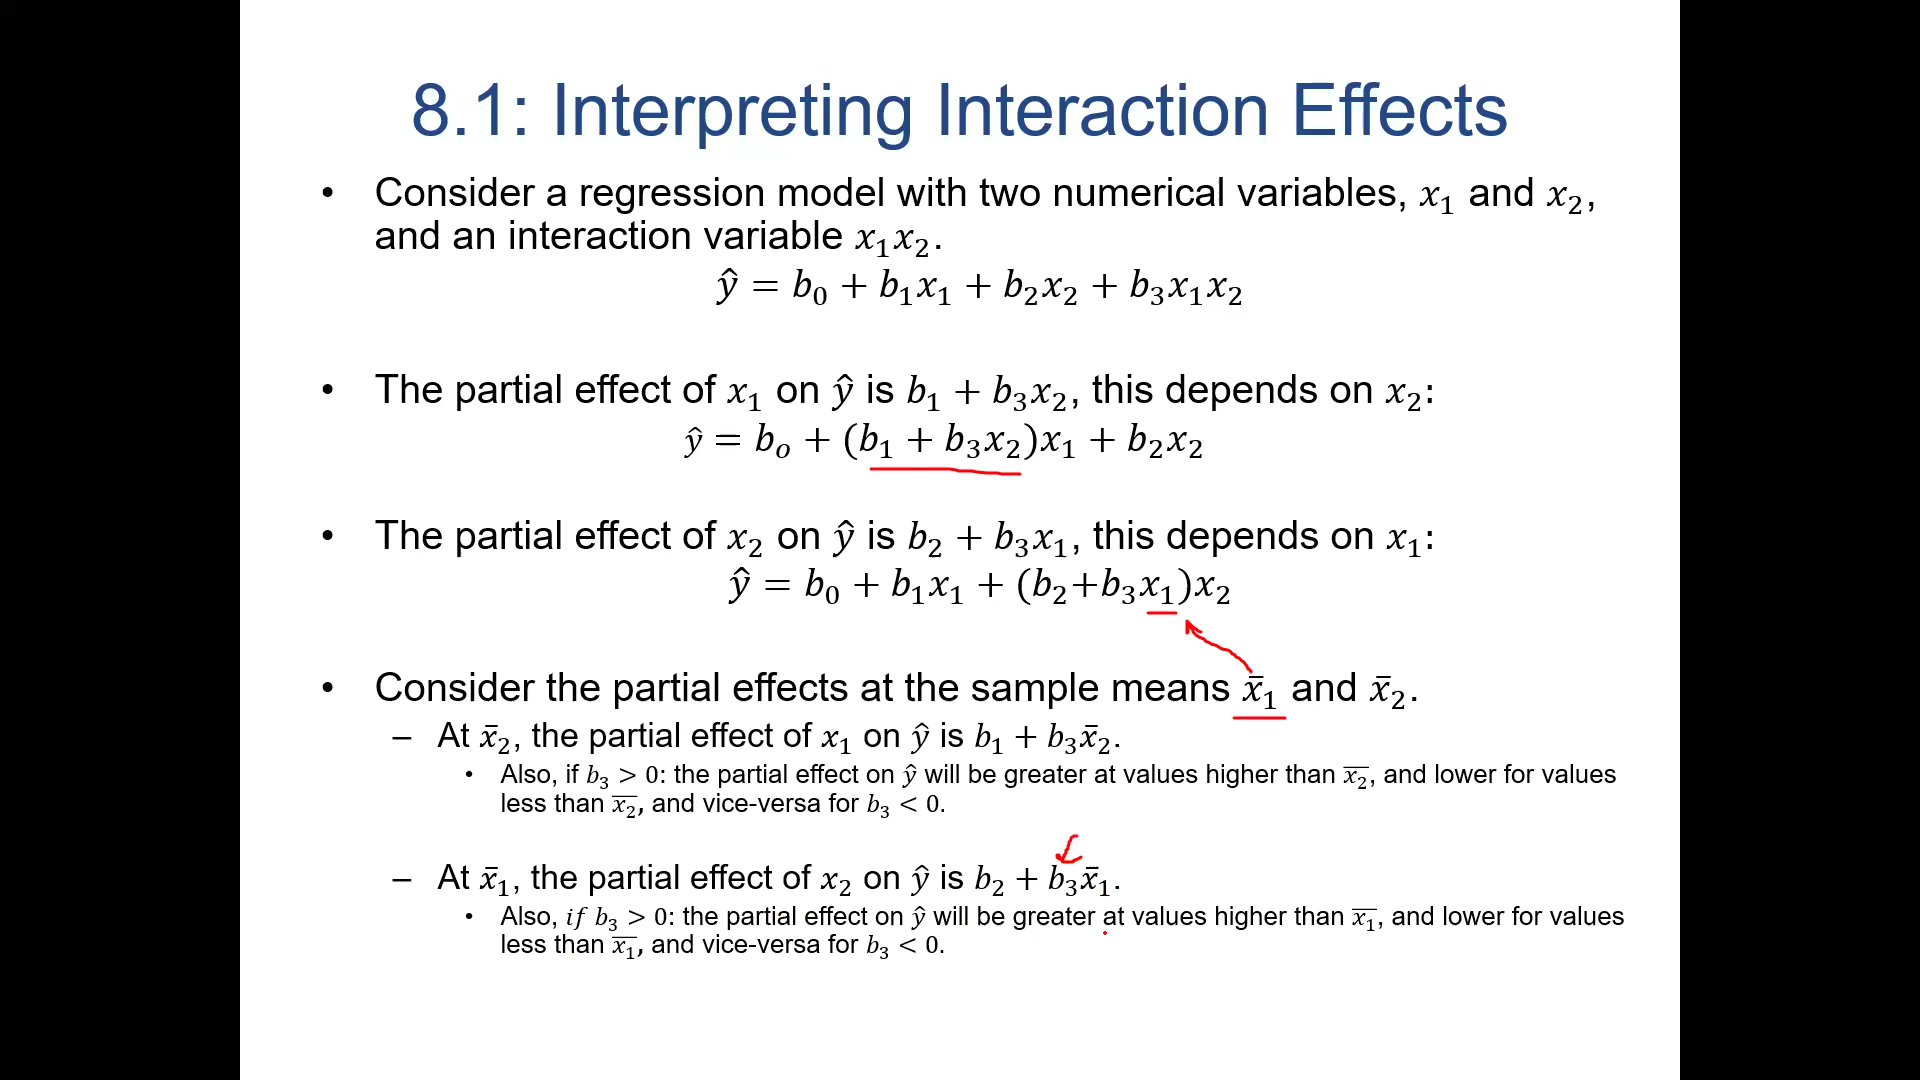 8.1: Interpreting Interaction Effects
• Consider a regression model with two numerical variables, x₁ and x₂,
and an interaction variable x₁x₂.
ŷ = b₀ + b₁x₁ + b₂x₂ + b₃x₁x₂
• The partial effect of x₁ on ŷ is b₁ + b₃x₂, this depends on x₂:
ŷ = bₒ + (b₁ + b₃x₂)x₁ + b₂x₂
• The partial effect of x₂ on ŷ is b₂ + b₃x₁, this depends on x₁:
ŷ = b₀ + b₁x₁ + (b₂+b₃x₁)x₂
• Consider the partial effects at the sample means x̄₁ and x̄₂.
– At x̄₂, the partial effect of x₁ on ŷ is b₁ + b₃x̄₂.
• Also, if b₃ > 0: the partial effect on ŷ will be greater at values higher than x̄₂, and lower for values
less than x̄₂, and vice-versa for b₃ < 0.
– At x̄₁, the partial effect of x₂ on ŷ is b₂ + b₃x̄₁.
• Also, if b₃ > 0: the partial effect on ŷ will be greater at values higher than x̄₁, and lower for values
less than x̄₁, and vice-versa for b₃ < 0.